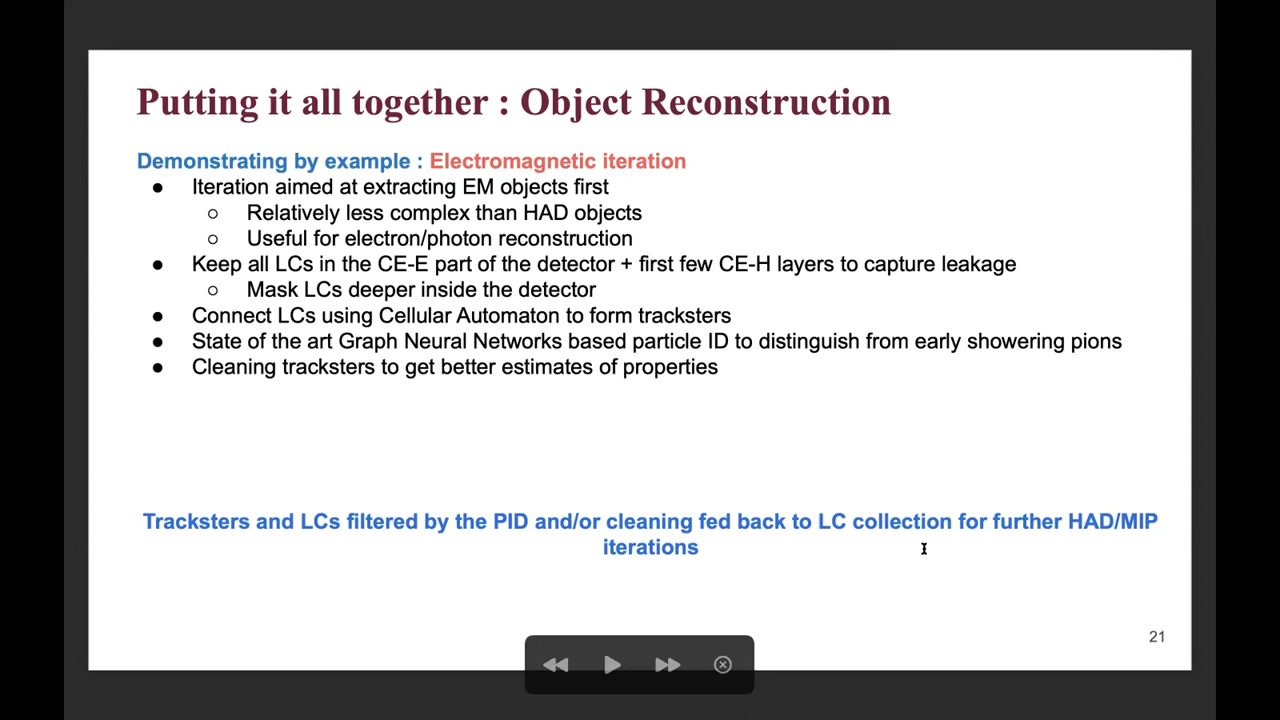 Putting it all together : Object Reconstruction
Demonstrating by example : Electromagnetic iteration
● Iteration aimed at extracting EM objects first
○ Relatively less complex than HAD objects
○ Useful for electron/photon reconstruction
● Keep all LCs in the CE-E part of the detector + first few CE-H layers to capture leakage
○ Mask LCs deeper inside the detector
● Connect LCs using Cellular Automaton to form tracksters
● State of the art Graph Neural Networks based particle ID to distinguish from early showering pions
● Cleaning tracksters to get better estimates of properties
Tracksters and LCs filtered by the PID and/or cleaning fed back to LC collection for further HAD/MIP
iterations
21